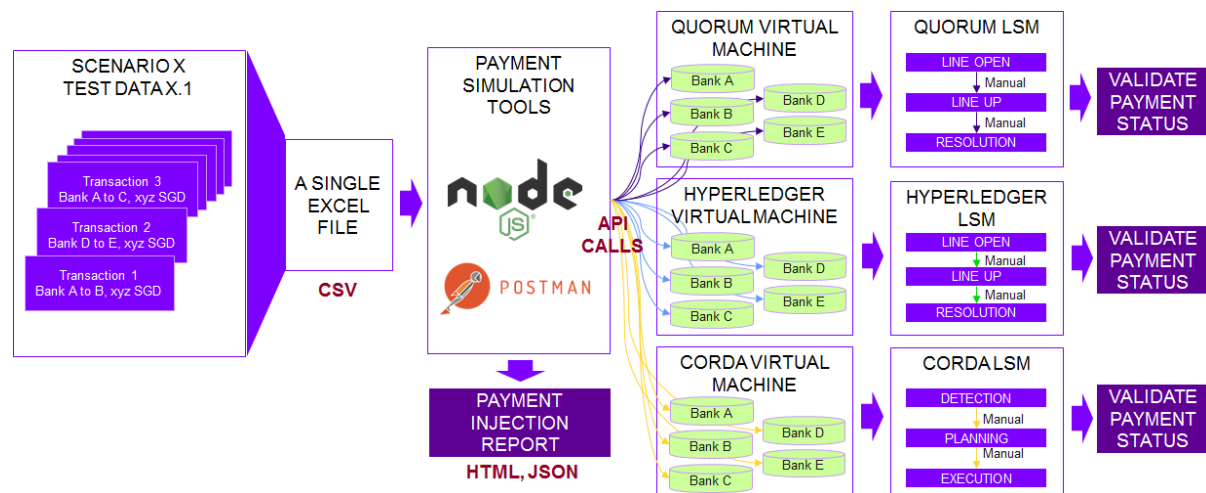 SCENARIO X
TEST DATA X.1
Transaction 3
Bank A to C, xyz SGD
Transaction 2
Bank D to E, xyz SGD
Transaction 1
Bank A to B, xyz SGD
A SINGLE
EXCEL
FILE
CSV
PAYMENT
SIMULATION
TOOLS
node
JS
®
POSTMAN
PAYMENT
INJECTION
REPORT
HTML, JSON
API
CALLS
QUORUM VIRTUAL
MACHINE
Bank A
Bank B
Bank C
Bank D
Bank E
QUORUM LSM
LINE OPEN
Manual
LINE UP
Manual
RESOLUTION
VALIDATE
PAYMENT
STATUS
HYPERLEDGER
VIRTUAL MACHINE
Bank A
Bank B
Bank C
Bank D
Bank E
HYPERLEDGER
LSM
LINE OPEN
Manual
LINE UP
Manual
RESOLUTION
VALIDATE
PAYMENT
STATUS
CORDA VIRTUAL
MACHINE
Bank A
Bank B
Bank C
Bank D
Bank E
CORDA LSM
DETECTION
Manual
PLANNING
Manual
EXECUTION
VALIDATE
PAYMENT
STATUS